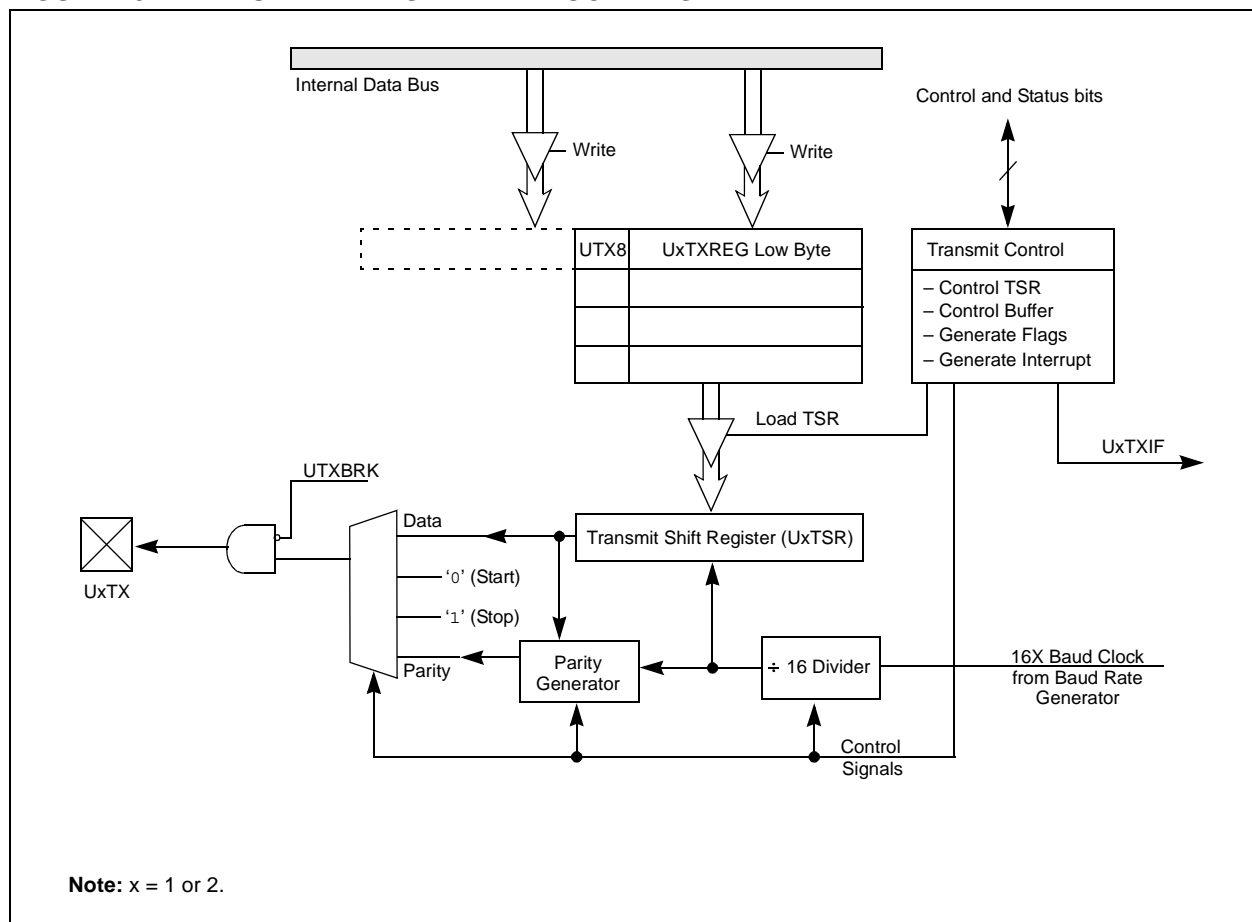 Internal Data Bus
Control and Status bits
Write
Write
UTX8
UxTXREG Low Byte
Transmit Control
– Control TSR
– Control Buffer
– Generate Flags
– Generate Interrupt
Load TSR
UxTXIF
UTXBRK
Data
Transmit Shift Register (UxTSR)
UxTX
‘0’ (Start)
‘1’ (Stop)
Parity
Parity
Generator
÷ 16 Divider
16X Baud Clock
from Baud Rate
Generator
Control
Signals
Note: x = 1 or 2.